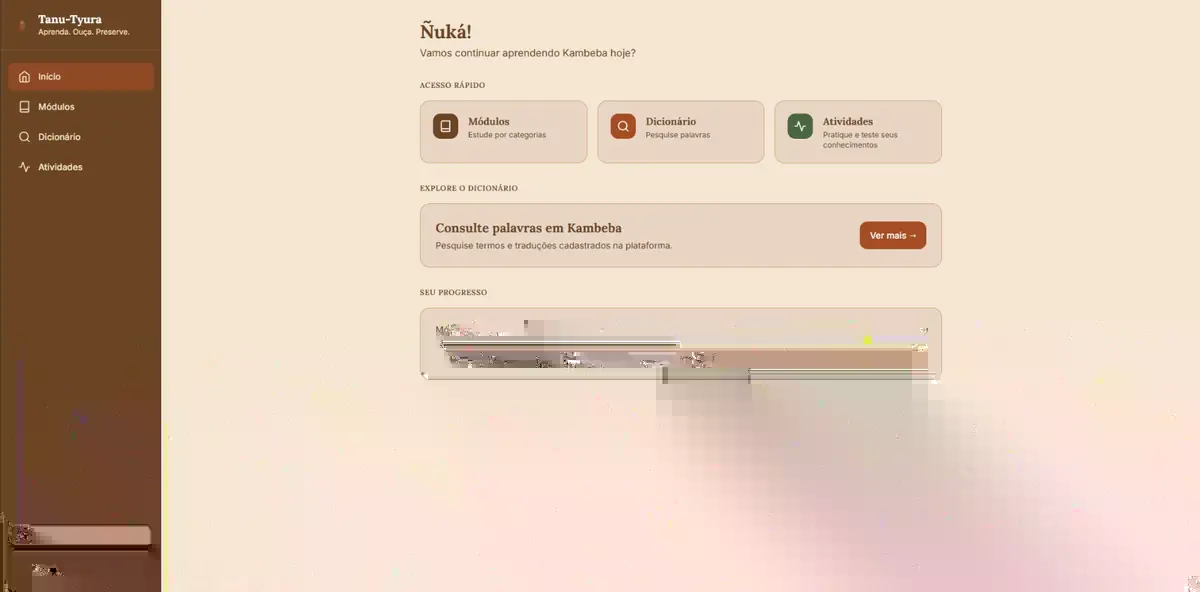 Tanu-Tyura
Aprenda. Ouça. Preserve.
Início
Módulos
Dicionário
Atividades
Ñuká!
Vamos continuar aprendendo Kambeba hoje?
ACESSO RÁPIDO
Módulos
Estude por categorias
Dicionário
Pesquise palavras
Atividades
Pratique e teste seus
conhecimentos
EXPLORE O DICIONÁRIO
Consulte palavras em Kambeba
Pesquise termos e traduções cadastrados na plataforma.
Ver mais →
SEU PROGRESSO